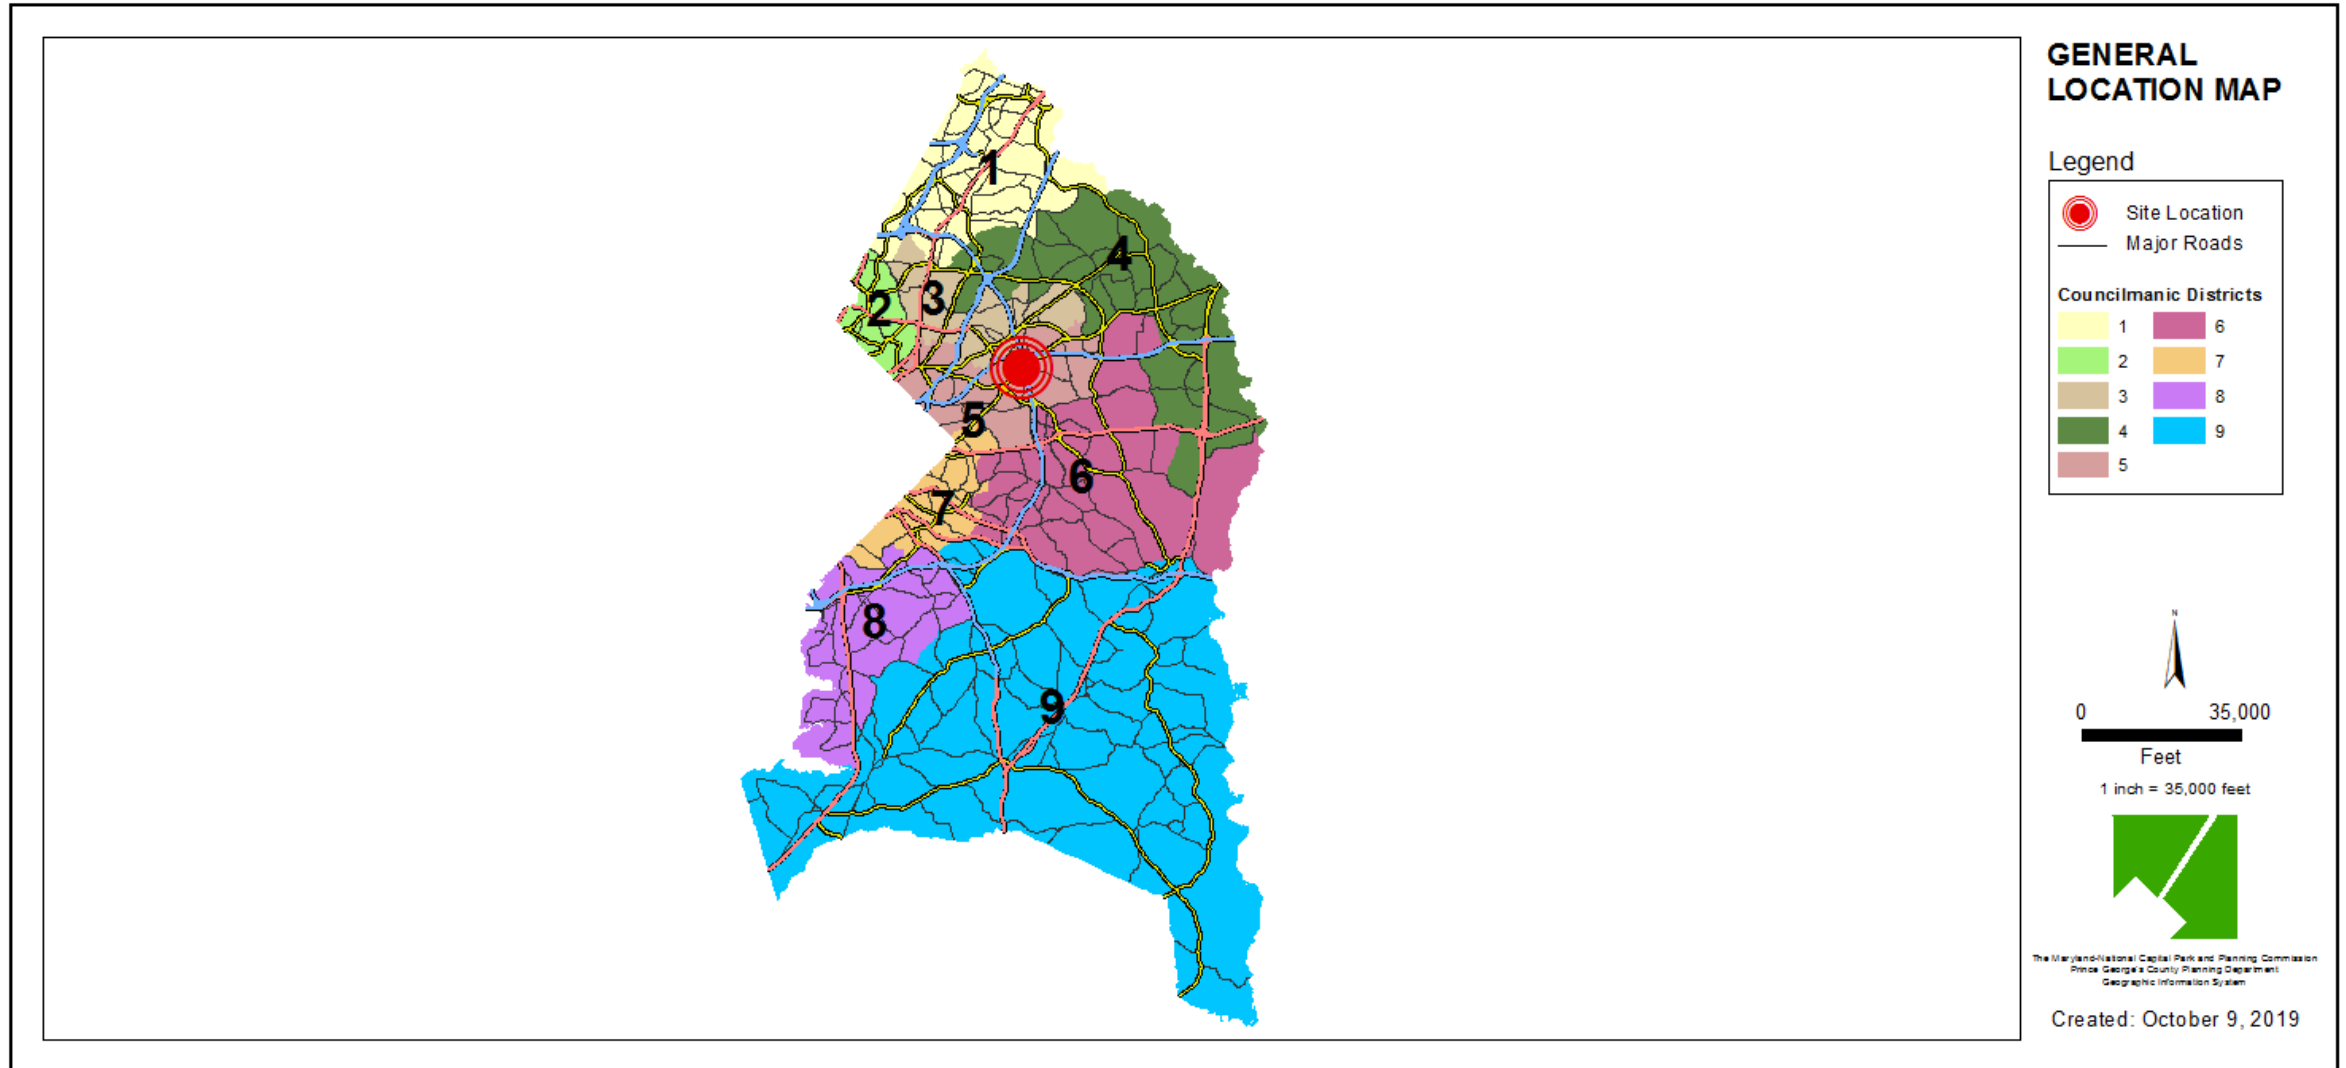 GENERAL
LOCATION MAP
Legend
Site Location
Major Roads
Councilmanic Districts
1 6
2 7
3 8
4 9
5
1
4
2
3
5
6
7
8
9
N
0 35,000
Feet
1 inch = 35,000 feet
The Maryland-National Capital Park and Planning Commission
Prince George's County Planning Department
Geographic Information System
Created: October 9, 2019